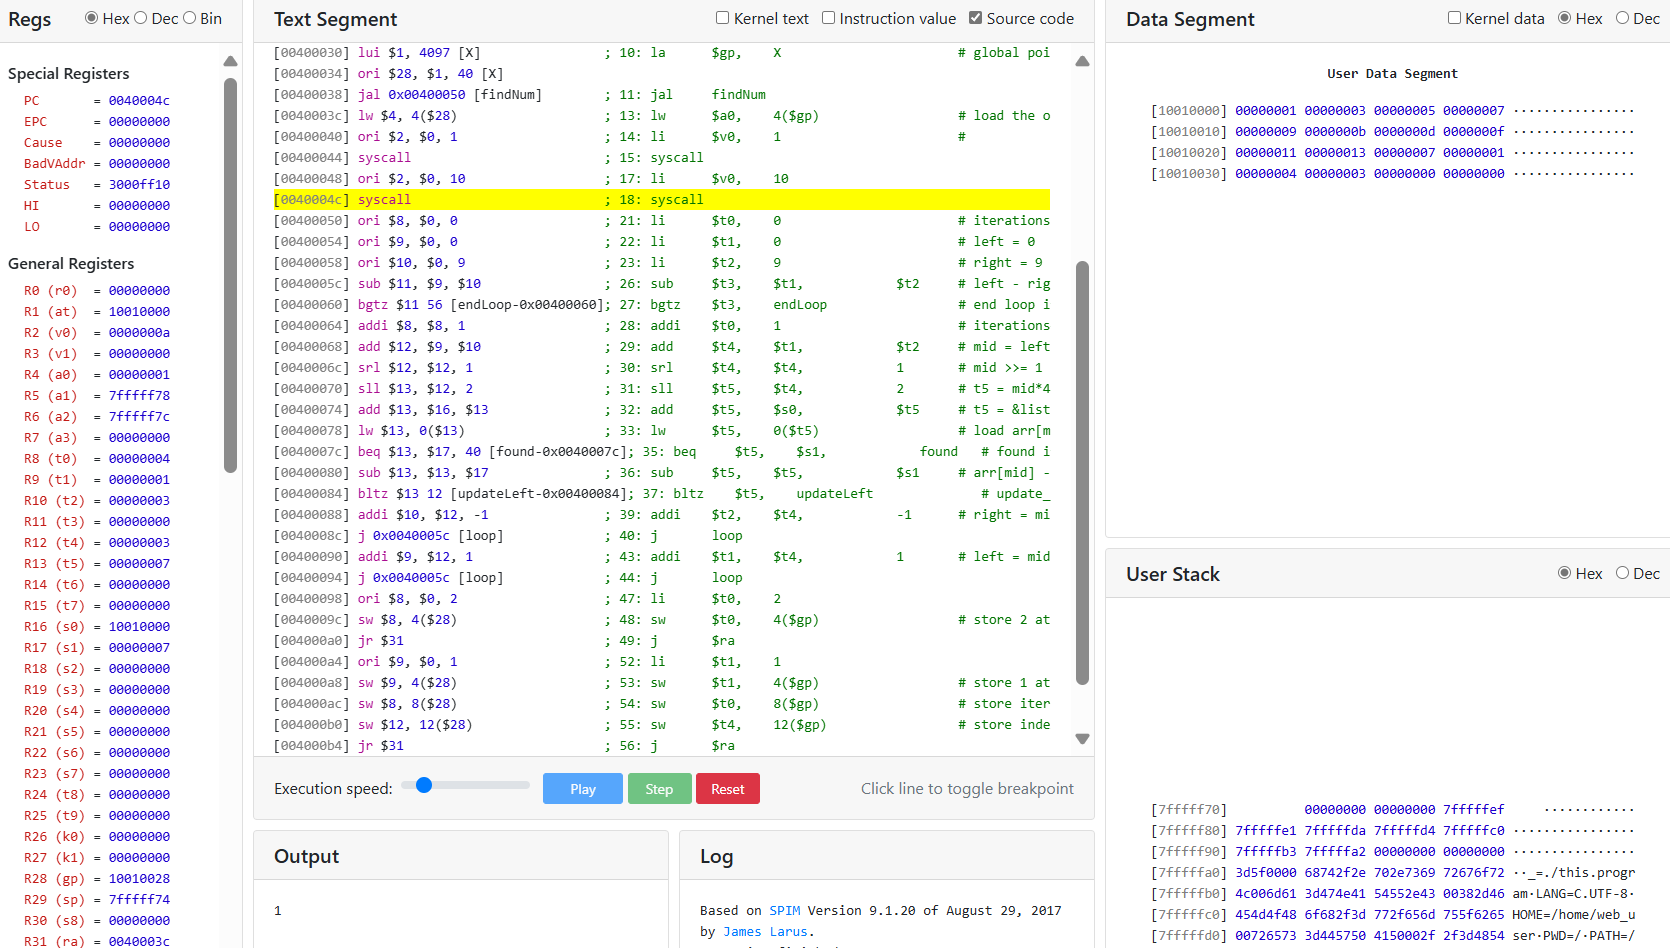 Regs Hex Dec Bin
Special Registers
PC = 0040004c
EPC = 00000000
Cause = 00000000
BadVAddr = 00000000
Status = 3000ff10
HI = 00000000
LO = 00000000
General Registers
R0 (r0) = 00000000
R1 (at) = 10010000
R2 (v0) = 0000000a
R3 (v1) = 00000000
R4 (a0) = 00000001
R5 (a1) = 7fffff78
R6 (a2) = 7fffff7c
R7 (a3) = 00000000
R8 (t0) = 00000004
R9 (t1) = 00000001
R10 (t2) = 00000003
R11 (t3) = 00000000
R12 (t4) = 00000003
R13 (t5) = 00000007
R14 (t6) = 00000000
R15 (t7) = 00000000
R16 (s0) = 10010000
R17 (s1) = 00000007
R18 (s2) = 00000000
R19 (s3) = 00000000
R20 (s4) = 00000000
R21 (s5) = 00000000
R22 (s6) = 00000000
R23 (s7) = 00000000
R24 (t8) = 00000000
R25 (t9) = 00000000
R26 (k0) = 00000000
R27 (k1) = 00000000
R28 (gp) = 10010028
R29 (sp) = 7fffff74
R30 (s8) = 00000000
R31 (ra) = 0040003c
Text Segment Kernel text Instruction value Source code
[00400030] lui $1, 4097 [X] ; 10: la $gp, X # global poi
[00400034] ori $28, $1, 40 [X]
[00400038] jal 0x00400050 [findNum] ; 11: jal findNum
[0040003c] lw $4, 4($28) ; 13: lw $a0, 4($gp) # load the o
[00400040] ori $2, $0, 1 ; 14: li $v0, 1 #
[00400044] syscall ; 15: syscall
[00400048] ori $2, $0, 10 ; 17: li $v0, 10
[0040004c] syscall ; 18: syscall
[00400050] ori $8, $0, 0 ; 21: li $t0, 0 # iterations
[00400054] ori $9, $0, 0 ; 22: li $t1, 0 # left = 0
[00400058] ori $10, $0, 9 ; 23: li $t2, 9 # right = 9
[0040005c] sub $11, $9, $10 ; 26: sub $t3, $t1, $t2 # left - rig
[00400060] bgtz $11 56 [endLoop-0x00400060]; 27: bgtz $t3, endLoop # end loop i
[00400064] addi $8, $8, 1 ; 28: addi $t0, 1 # iterations
[00400068] add $12, $9, $10 ; 29: add $t4, $t1, $t2 # mid = left
[0040006c] srl $12, $12, 1 ; 30: srl $t4, $t4, 1 # mid >>= 1
[00400070] sll $13, $12, 2 ; 31: sll $t5, $t4, 2 # t5 = mid*4
[00400074] add $13, $16, $13 ; 32: add $t5, $s0, $t5 # t5 = &list
[00400078] lw $13, 0($13) ; 33: lw $t5, 0($t5) # load arr[m
[0040007c] beq $13, $17, 40 [found-0x0040007c]; 35: beq $t5, $s1, found # found i
[00400080] sub $13, $13, $17 ; 36: sub $t5, $t5, $s1 # arr[mid] -
[00400084] bltz $13 12 [updateLeft-0x00400084]; 37: bltz $t5, updateLeft # update_
[00400088] addi $10, $12, -1 ; 39: addi $t2, $t4, -1 # right = mi
[0040008c] j 0x0040005c [loop] ; 40: j loop
[00400090] addi $9, $12, 1 ; 43: addi $t1, $t4, 1 # left = mid
[00400094] j 0x0040005c [loop] ; 44: j loop
[00400098] ori $8, $0, 2 ; 47: li $t0, 2
[0040009c] sw $8, 4($28) ; 48: sw $t0, 4($gp) # store 2 at
[004000a0] jr $31 ; 49: j $ra
[004000a4] ori $9, $0, 1 ; 52: li $t1, 1
[004000a8] sw $9, 4($28) ; 53: sw $t1, 4($gp) # store 1 at
[004000ac] sw $8, 8($28) ; 54: sw $t0, 8($gp) # store iter
[004000b0] sw $12, 12($28) ; 55: sw $t4, 12($gp) # store inde
[004000b4] jr $31 ; 56: j $ra
Execution speed: Play Step Reset Click line to toggle breakpoint
Output
1
Log
Based on SPIM Version 9.1.20 of August 29, 2017
by James Larus.
Data Segment Kernel data Hex Dec
User Data Segment
[10010000] 00000001 00000003 00000005 00000007 ················
[10010010] 00000009 0000000b 0000000d 0000000f ················
[10010020] 00000011 00000013 00000007 00000001 ················
[10010030] 00000004 00000003 00000000 00000000 ················
User Stack Hex Dec
[7fffff70] 00000000 00000000 7fffffef ············
[7fffff80] 7fffffe1 7fffffda 7fffffd4 7fffffc0 ················
[7fffff90] 7fffffb3 7fffffa2 00000000 00000000 ················
[7fffffa0] 3d5f0000 68742f2e 702e7369 72676f72 ··_=./this.progr
[7fffffb0] 4c006d61 3d474e41 54552e43 00382d46 am·LANG=C.UTF-8·
[7fffffc0] 454d4f48 6f682f3d 772f656d 755f6265 HOME=/home/web_u
[7fffffd0] 00726573 3d445750 4150002f 2f3d4854 ser·PWD=/·PATH=/